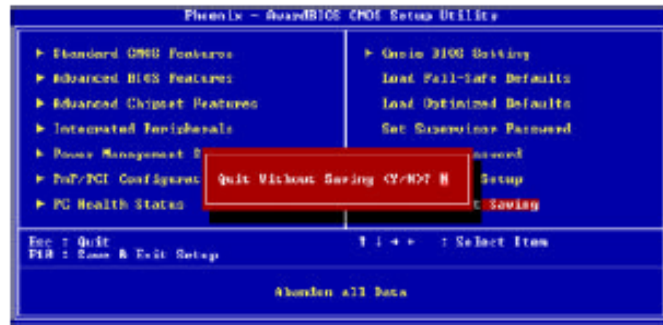 Phoenix - AwardBIOS CMOS Setup Utility
▶ Standard CMOS Features
▶ Advanced BIOS Features
▶ Advanced Chipset Features
▶ Integrated Peripherals
▶ Power Management
▶ PnP/PCI Configurat
▶ PC Health Status
▶ BIOS Setting
Load Fail-Safe Defaults
Load Optimized Defaults
Set Supervisor Password
ssword
Setup
t Saving
Quit Without Saving (Y/N)? N
Esc : Quit
F10 : Save & Exit Setup
↑ ↓ → ← : Select Item
Abandon all Data